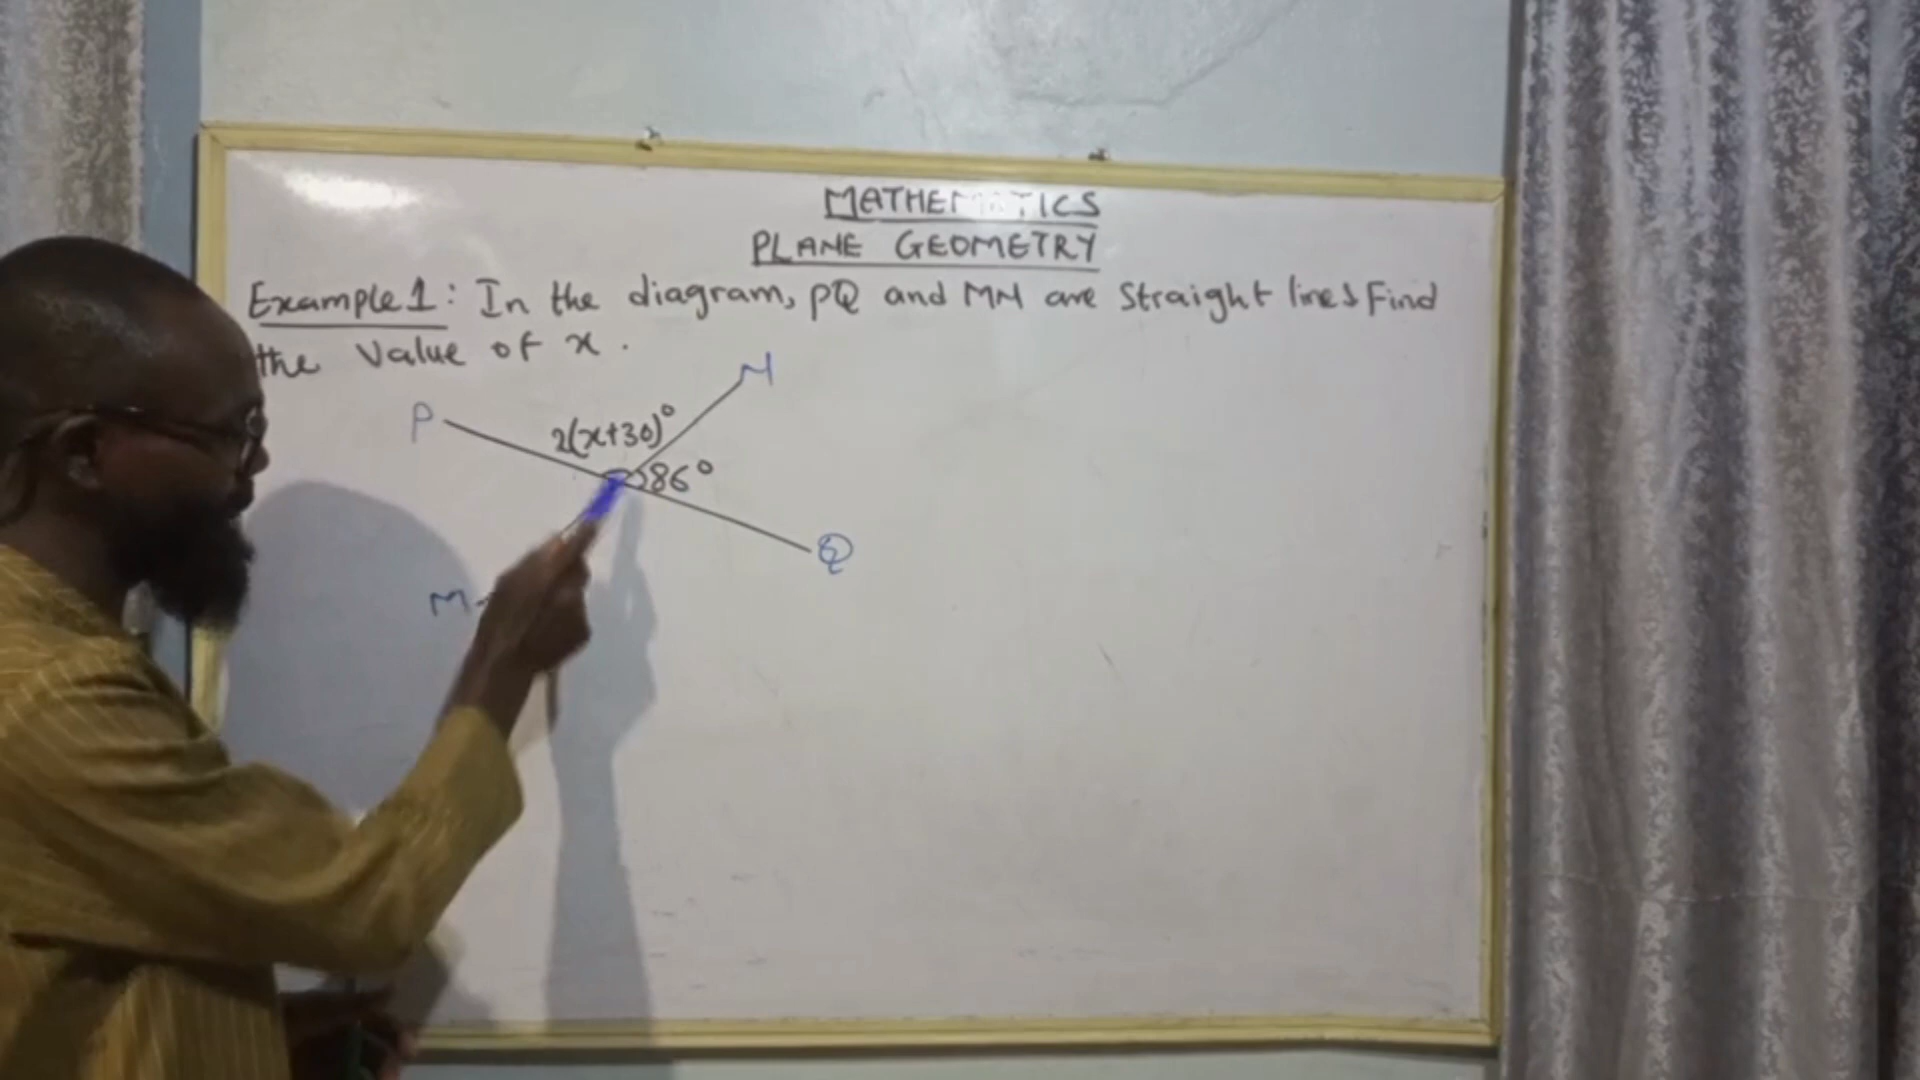 MATHEMATICS
PLANE GEOMETRY
Example 1: In the diagram, PQ and MN are straight lines Find
the value of x.
N
P
2(x+30)°
86°
Q
M